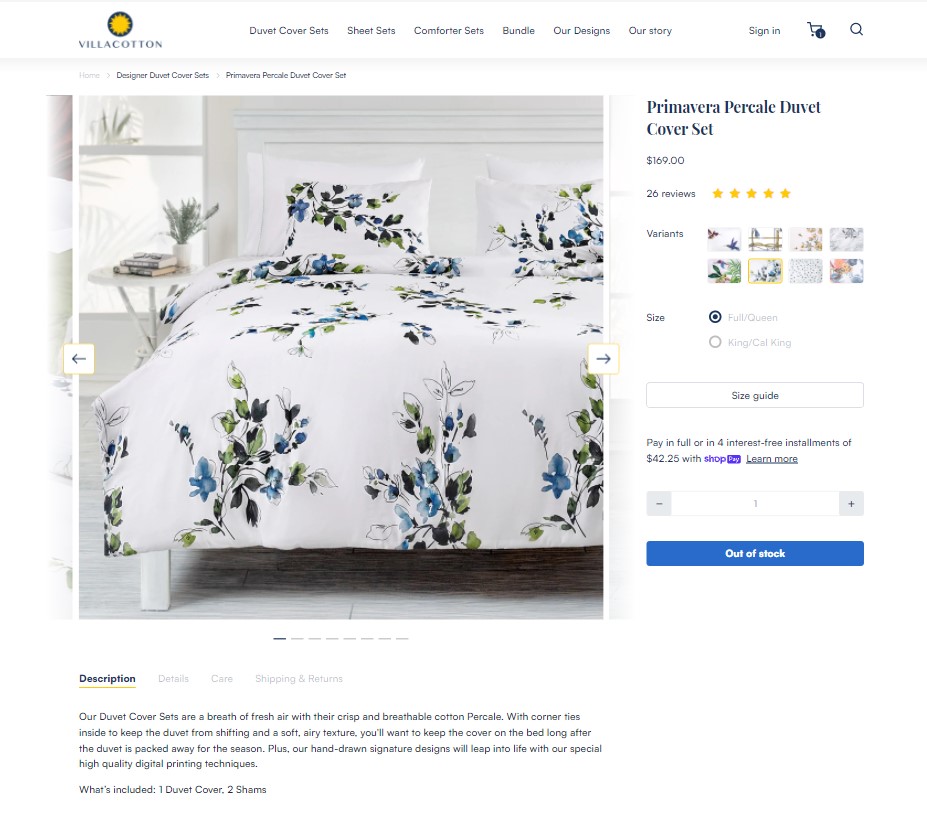 VILLACOTTON
Duvet Cover Sets
Sheet Sets
Comforter Sets
Bundle
Our Designs
Our story
Sign in
1
Home > Designer Duvet Cover Sets > Primavera Percale Duvet Cover Set
Primavera Percale Duvet
Cover Set
$169.00
26 reviews
Variants
Size
Full/Queen
King/Cal King
Size guide
Pay in full or in 4 interest-free installments of
$42.25 with shop Pay Learn more
− 1 +
Out of stock
Description
Details
Care
Shipping & Returns
Our Duvet Cover Sets are a breath of fresh air with their crisp and breathable cotton Percale. With corner ties
inside to keep the duvet from shifting and a soft, airy texture, you'll want to keep the cover on the bed long after
the duvet is packed away for the season. Plus, our hand-drawn signature designs will leap into life with our special
high quality digital printing techniques.
What's included: 1 Duvet Cover, 2 Shams